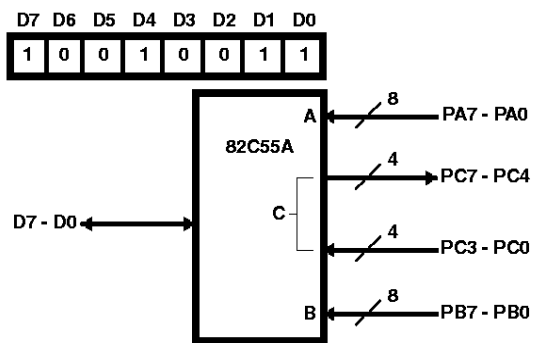 D7 D6 D5 D4 D3 D2 D1 D0
1 0 0 1 0 0 1 1
A 8 PA7 - PA0
82C55A
4 PC7 - PC4
C
D7 - D0
4 PC3 - PC0
B 8 PB7 - PB0